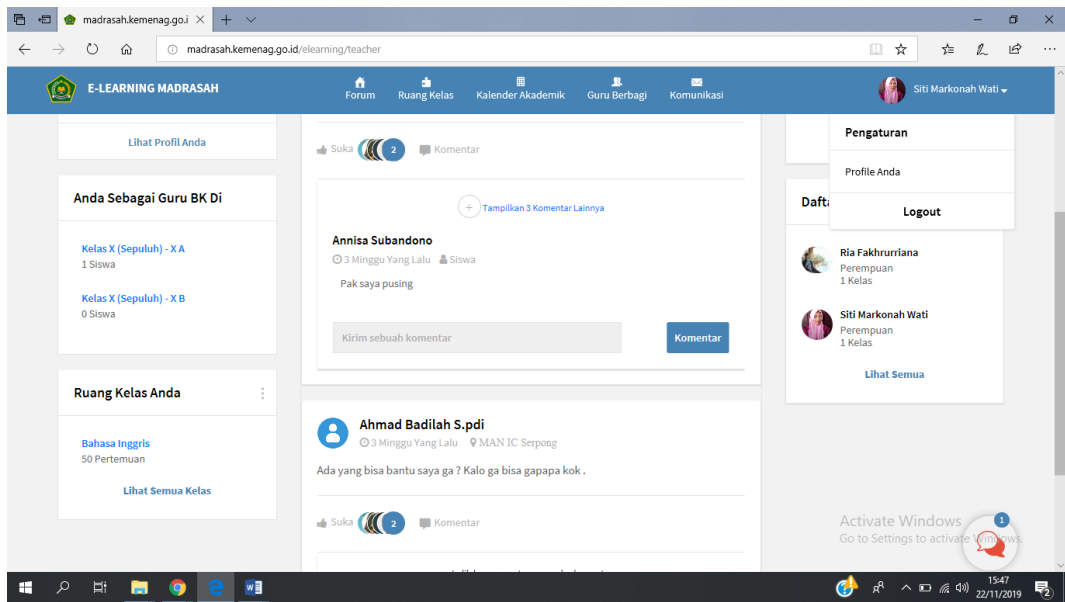 madrasah.kemenag.go.i
madrasah.kemenag.go.id/elearning/teacher
E-LEARNING MADRASAH
Forum
Ruang Kelas
Kalender Akademik
Guru Berbagi
Komunikasi
Siti Markonah Wati
Lihat Profil Anda
Anda Sebagai Guru BK Di
Kelas X (Sepuluh) - X A
1 Siswa
Kelas X (Sepuluh) - X B
0 Siswa
Ruang Kelas Anda
Bahasa Inggris
50 Pertemuan
Lihat Semua Kelas
Suka
2
Komentar
Tampilkan 3 Komentar Lainnya
Annisa Subandono
3 Minggu Yang Lalu Siswa
Pak saya pusing
Kirim sebuah komentar
Komentar
Ahmad Badilah S.pdi
3 Minggu Yang Lalu MAN IC Serpong
Ada yang bisa bantu saya ga ? Kalo ga bisa gapapa kok .
Suka
2
Komentar
Pengaturan
Profile Anda
Logout
Dafta
Ria Fakhrurriana
Perempuan
1 Kelas
Siti Markonah Wati
Perempuan
1 Kelas
Lihat Semua
Activate Windows
Go to Settings to activate Windows.
1
15:47
22/11/2019
2